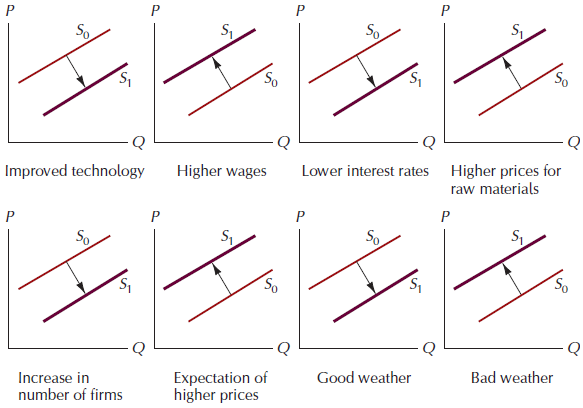 P P P P
S0 S1 S0 S1
S1 S0 S1 S0
Q Q Q Q
Improved technology Higher wages Lower interest rates Higher prices for
raw materials
P P P P
S0 S1 S0 S1
S1 S0 S1 S0
Q Q Q Q
Increase in Expectation of Good weather Bad weather
number of firms higher prices